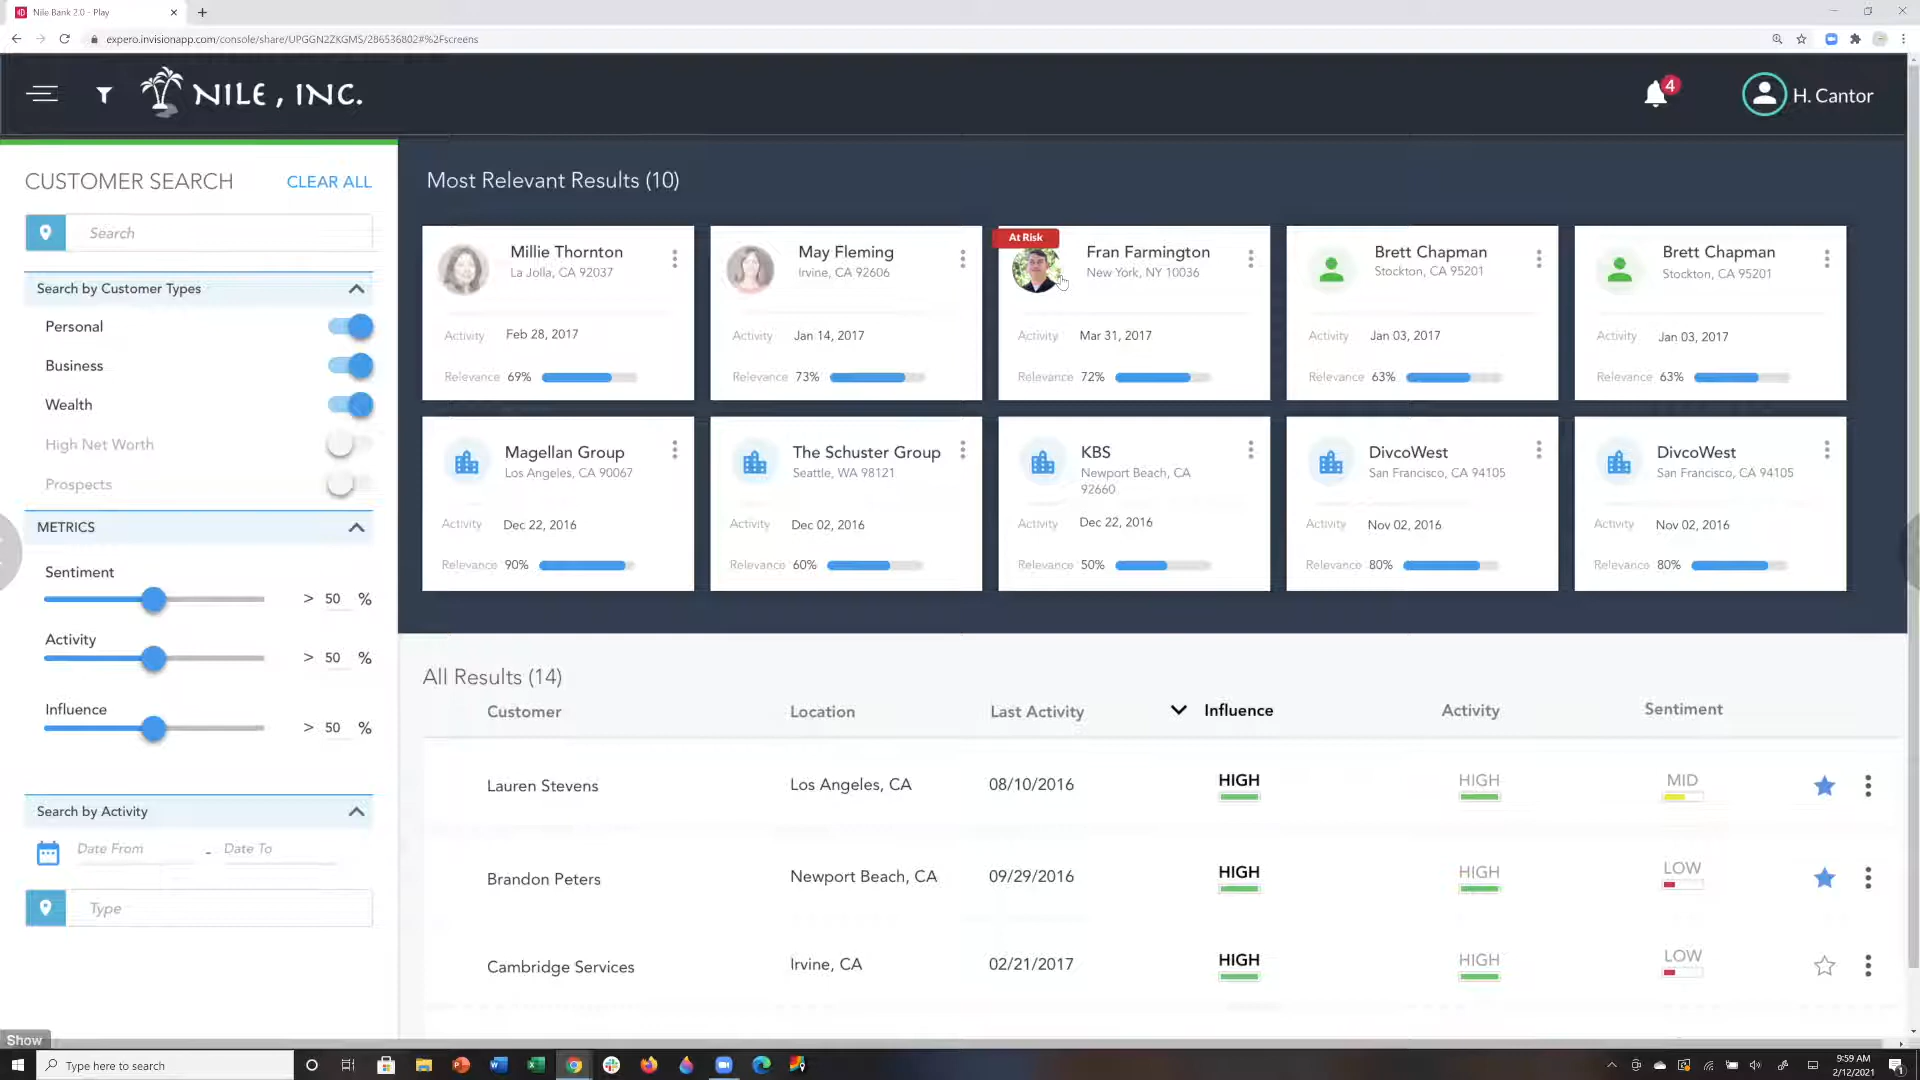 Nile Bank 2.0 - Play
expero.invisionapp.com/console/share/UPGGN2ZKGMS/286536802#%2Fscreens
NILE, INC.
4
H. Cantor
CUSTOMER SEARCH
CLEAR ALL
Search
Search by Customer Types
Personal
Business
Wealth
High Net Worth
Prospects
METRICS
Sentiment
> 50 %
Activity
> 50 %
Influence
> 50 %
Search by Activity
Date From - Date To
Type
Most Relevant Results (10)
Millie Thornton
La Jolla, CA 92037
Activity Feb 28, 2017
Relevance 69%
May Fleming
Irvine, CA 92606
Activity Jan 14, 2017
Relevance 73%
At Risk
Fran Farmington
New York, NY 10036
Activity Mar 31, 2017
Relevance 72%
Brett Chapman
Stockton, CA 95201
Activity Jan 03, 2017
Relevance 63%
Brett Chapman
Stockton, CA 95201
Activity Jan 03, 2017
Relevance 63%
Magellan Group
Los Angeles, CA 90067
Activity Dec 22, 2016
Relevance 90%
The Schuster Group
Seattle, WA 98121
Activity Dec 02, 2016
Relevance 60%
KBS
Newport Beach, CA
92660
Activity Dec 22, 2016
Relevance 50%
DivcoWest
San Francisco, CA 94105
Activity Nov 02, 2016
Relevance 80%
DivcoWest
San Francisco, CA 94105
Activity Nov 02, 2016
Relevance 80%
All Results (14)
Customer Location Last Activity Influence Activity Sentiment
Lauren Stevens Los Angeles, CA 08/10/2016 HIGH HIGH MID
Brandon Peters Newport Beach, CA 09/29/2016 HIGH HIGH LOW
Cambridge Services Irvine, CA 02/21/2017 HIGH HIGH LOW
Show
Type here to search
9:59 AM
2/12/2021